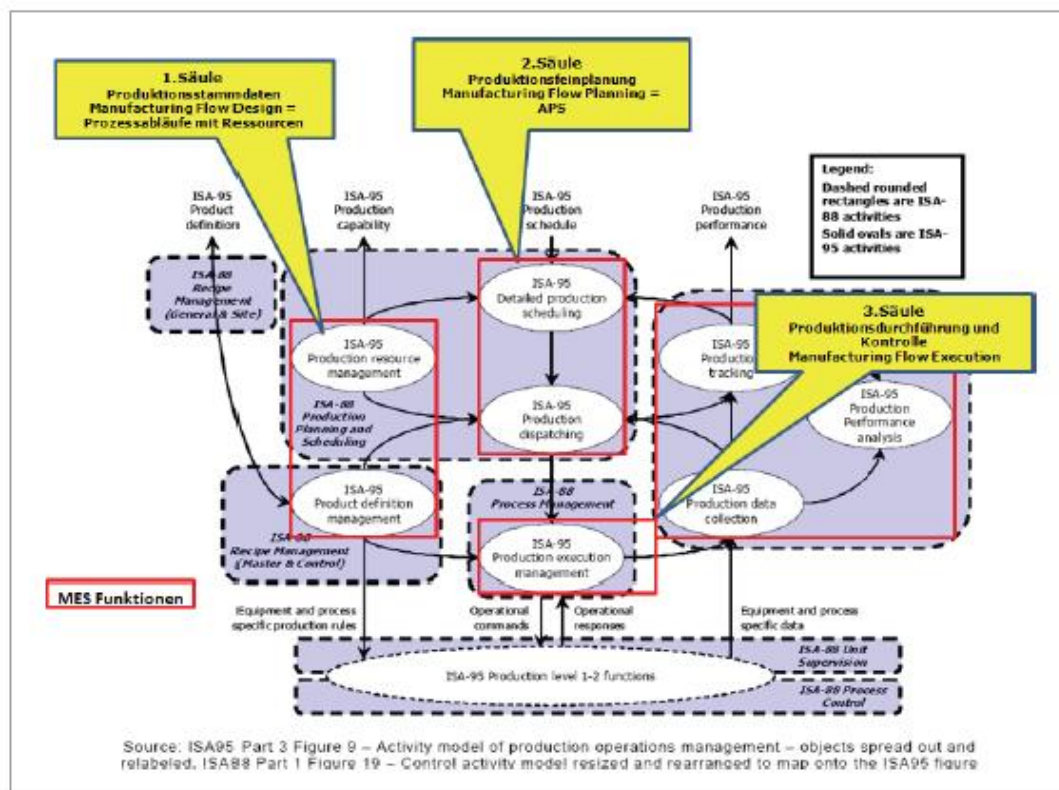 1.Säule
Produktionsstammdaten
Manufacturing Flow Design =
Prozessabläufe mit Ressourcen
2.Säule
Produktionsfeinplanung
Manufacturing Flow Planning =
APS
Legend:
Dashed rounded
rectangles are ISA-
88 activities
Solid ovals are ISA-
95 activities
ISA-95
Product
definition
ISA-95
Production
capability
ISA-95
Production
schedule
ISA-95
Production
performance
ISA-88
Recipe
Management
(General & Site)
ISA-95
Detailed production
scheduling
3.Säule
Produktionsdurchführung und
Kontrolle
Manufacturing Flow Execution
ISA-95
Production resource
management
ISA-95
Production
tracking
ISA-88
Production
Planning and
Scheduling
ISA-95
Production
dispatching
ISA-95
Production
Performance
analysis
ISA-95
Product definition
management
ISA-88
Process Management
ISA-95
Production data
collection
ISA-88
Recipe Management
(Master & Control)
ISA-95
Production execution
management
MES Funktionen
Equipment and process
specific production rules
Operational
commands
Operational
responses
Equipment and process
specific data
ISA-88 Unit
Supervision
ISA-95 Production level 1-2 functions
ISA-88 Process
Control
Source: ISA95 Part 3 Figure 9 – Activity model of production operations management – objects spread out and
relabeled, ISA88 Part 1 Figure 19 – Control activity model resized and rearranged to map onto the ISA95 figure